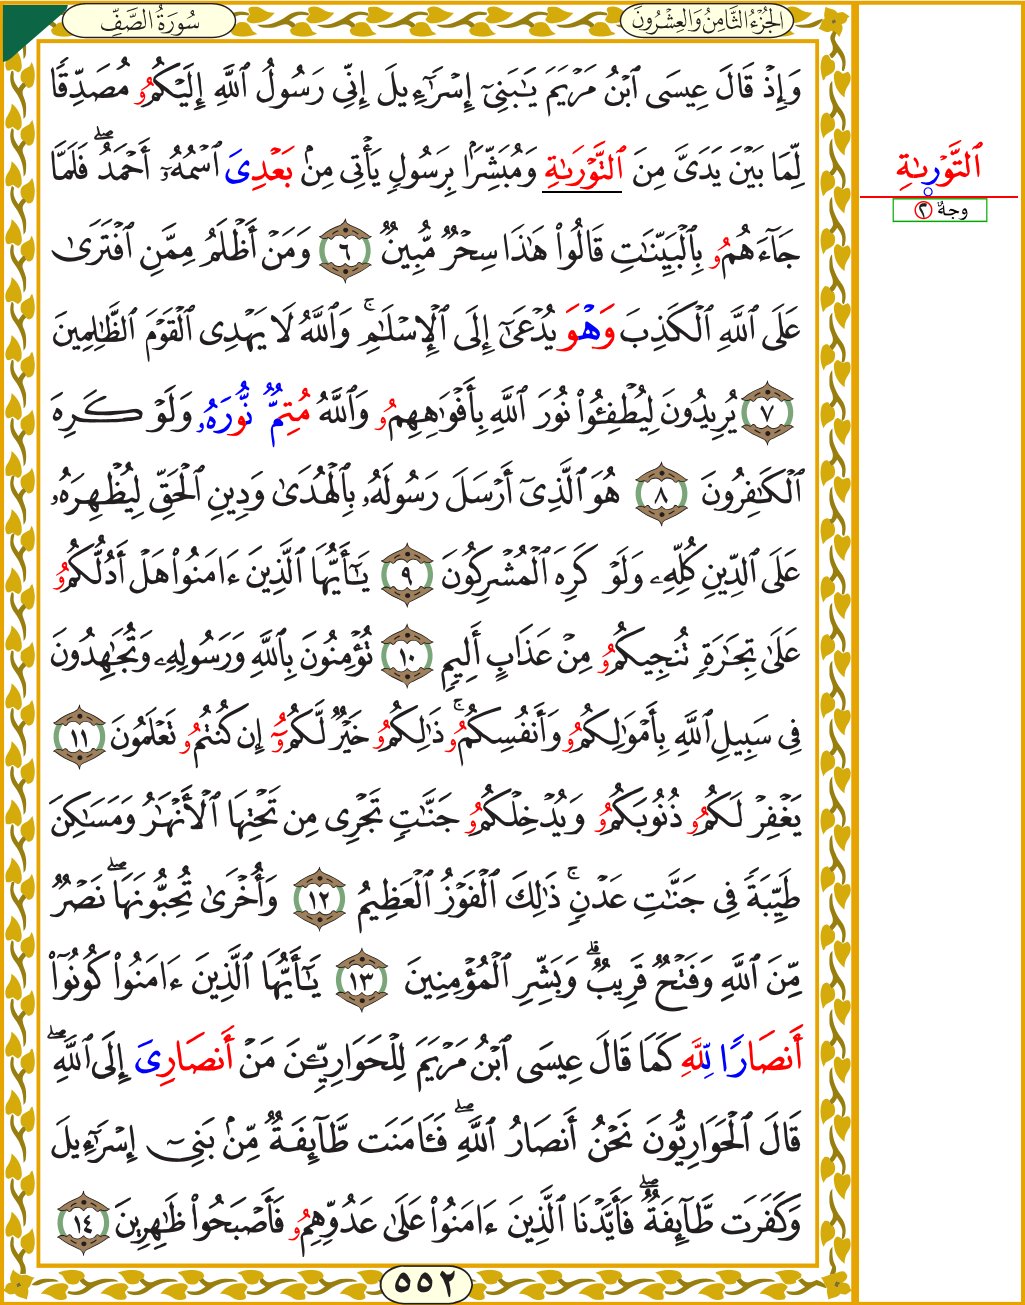 سُورَةُ الصَّفِّ
الجُزْءُ الثَّامِنُ وَالعِشْرُونَ
وَإِذْ قَالَ عِيسَى ٱبْنُ مَرْيَمَ يَٰبَنِىٓ إِسْرَٰٓءِيلَ إِنِّى رَسُولُ ٱللَّهِ إِلَيْكُمُۥ مُصَدِّقًا
لِّمَا بَيْنَ يَدَىَّ مِنَ ٱلتَّوْرَىٰةِ وَمُبَشِّرًۢا بِرَسُولٍ يَأْتِى مِنۢ بَعْدِىَ ٱسْمُهُۥٓ أَحْمَدُ ۖ فَلَمَّا
جَآءَهُمُۥ بِٱلْبَيِّنَٰتِ قَالُوا۟ هَٰذَا سِحْرٌ مُّبِينٌ ٦ وَمَنْ أَظْلَمُ مِمَّنِ ٱفْتَرَىٰ
عَلَى ٱللَّهِ ٱلْكَذِبَ وَهْوَ يُدْعَىٰٓ إِلَى ٱلْإِسْلَٰمِ ۚ وَٱللَّهُ لَا يَهْدِى ٱلْقَوْمَ ٱلظَّٰلِمِينَ
٧ يُرِيدُونَ لِيُطْفِـُٔوا۟ نُورَ ٱللَّهِ بِأَفْوَٰهِهِمُۥ وَٱللَّهُ مُتِمٌّ نُّورَهُۥ وَلَوْ كَرِهَ
ٱلْكَٰفِرُونَ ٨ هُوَ ٱلَّذِىٓ أَرْسَلَ رَسُولَهُۥ بِٱلْهُدَىٰ وَدِينِ ٱلْحَقِّ لِيُظْهِرَهُۥ
عَلَى ٱلدِّينِ كُلِّهِۦ وَلَوْ كَرِهَ ٱلْمُشْرِكُونَ ٩ يَٰٓأَيُّهَا ٱلَّذِينَ ءَامَنُوا۟ هَلْ أَدُلُّكُمُۥ
عَلَىٰ تِجَٰرَةٍ تُنجِيكُمُۥ مِنْ عَذَابٍ أَلِيمٍ ١٠ تُؤْمِنُونَ بِٱللَّهِ وَرَسُولِهِۦ وَتُجَٰهِدُونَ
فِى سَبِيلِ ٱللَّهِ بِأَمْوَٰلِكُمُۥ وَأَنفُسِكُمُۥ ۚ ذَٰلِكُمُۥ خَيْرٌ لَّكُمُۥٓ إِن كُنتُمُۥ تَعْلَمُونَ ١١
يَغْفِرْ لَكُمُۥ ذُنُوبَكُمُۥ وَيُدْخِلْكُمُۥ جَنَّٰتٍ تَجْرِى مِن تَحْتِهَا ٱلْأَنْهَٰرُ وَمَسَٰكِنَ
طَيِّبَةً فِى جَنَّٰتِ عَدْنٍ ۚ ذَٰلِكَ ٱلْفَوْزُ ٱلْعَظِيمُ ١٢ وَأُخْرَىٰ تُحِبُّونَهَا ۖ نَصْرٌ
مِّنَ ٱللَّهِ وَفَتْحٌ قَرِيبٌ ۗ وَبَشِّرِ ٱلْمُؤْمِنِينَ ١٣ يَٰٓأَيُّهَا ٱلَّذِينَ ءَامَنُوا۟ كُونُوٓا۟
أَنصَارًا لِّلَّهِ كَمَا قَالَ عِيسَى ٱبْنُ مَرْيَمَ لِلْحَوَارِيِّـۧنَ مَنْ أَنصَارِىَ إِلَى ٱللَّهِ ۖ
قَالَ ٱلْحَوَارِيُّونَ نَحْنُ أَنصَارُ ٱللَّهِ ۖ فَـَٔامَنَت طَّآئِفَةٌ مِّنۢ بَنِىٓ إِسْرَٰٓءِيلَ
وَكَفَرَت طَّآئِفَةٌ ۖ فَأَيَّدْنَا ٱلَّذِينَ ءَامَنُوا۟ عَلَىٰ عَدُوِّهِمُۥ فَأَصْبَحُوا۟ ظَٰهِرِينَ ١٤
٥٥٢
ٱلتَّوْرَىٰةِ
وجهٌ ٢